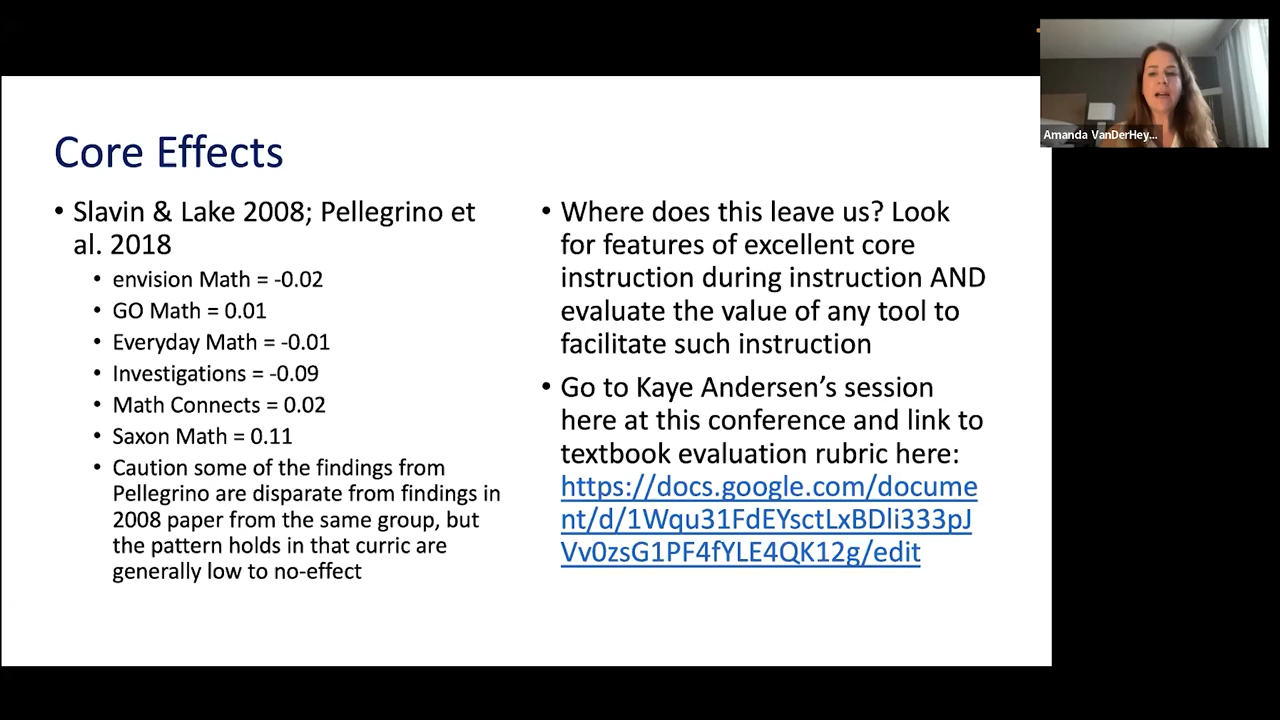 Amanda VanDerHey...
Core Effects
• Slavin & Lake 2008; Pellegrino et
al. 2018
• envision Math = -0.02
• GO Math = 0.01
• Everyday Math = -0.01
• Investigations = -0.09
• Math Connects = 0.02
• Saxon Math = 0.11
• Caution some of the findings from
Pellegrino are disparate from findings in
2008 paper from the same group, but
the pattern holds in that curric are
generally low to no-effect
• Where does this leave us? Look
for features of excellent core
instruction during instruction AND
evaluate the value of any tool to
facilitate such instruction
• Go to Kaye Andersen’s session
here at this conference and link to
textbook evaluation rubric here:
https://docs.google.com/docume
nt/d/1Wqu31FdEYsctLxBDli333pJ
Vv0zsG1PF4fYLE4QK12g/edit